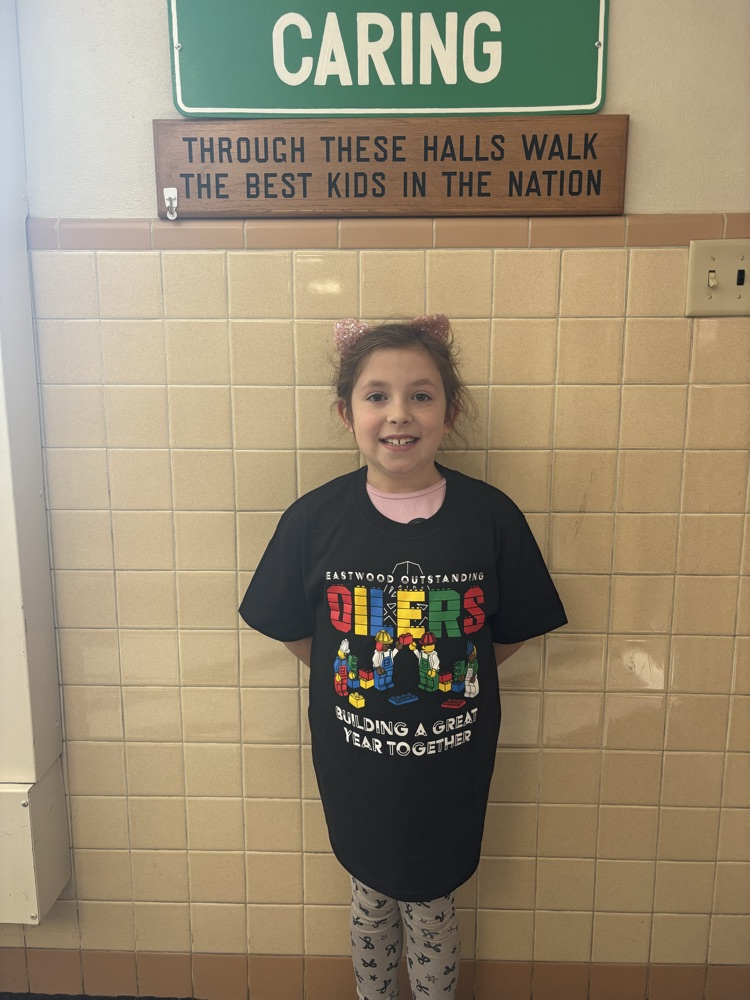 CARING
THROUGH THESE HALLS WALK
THE BEST KIDS IN THE NATION
EASTWOOD OUTSTANDING
OILERS
BUILDING A GREAT
YEAR TOGETHER